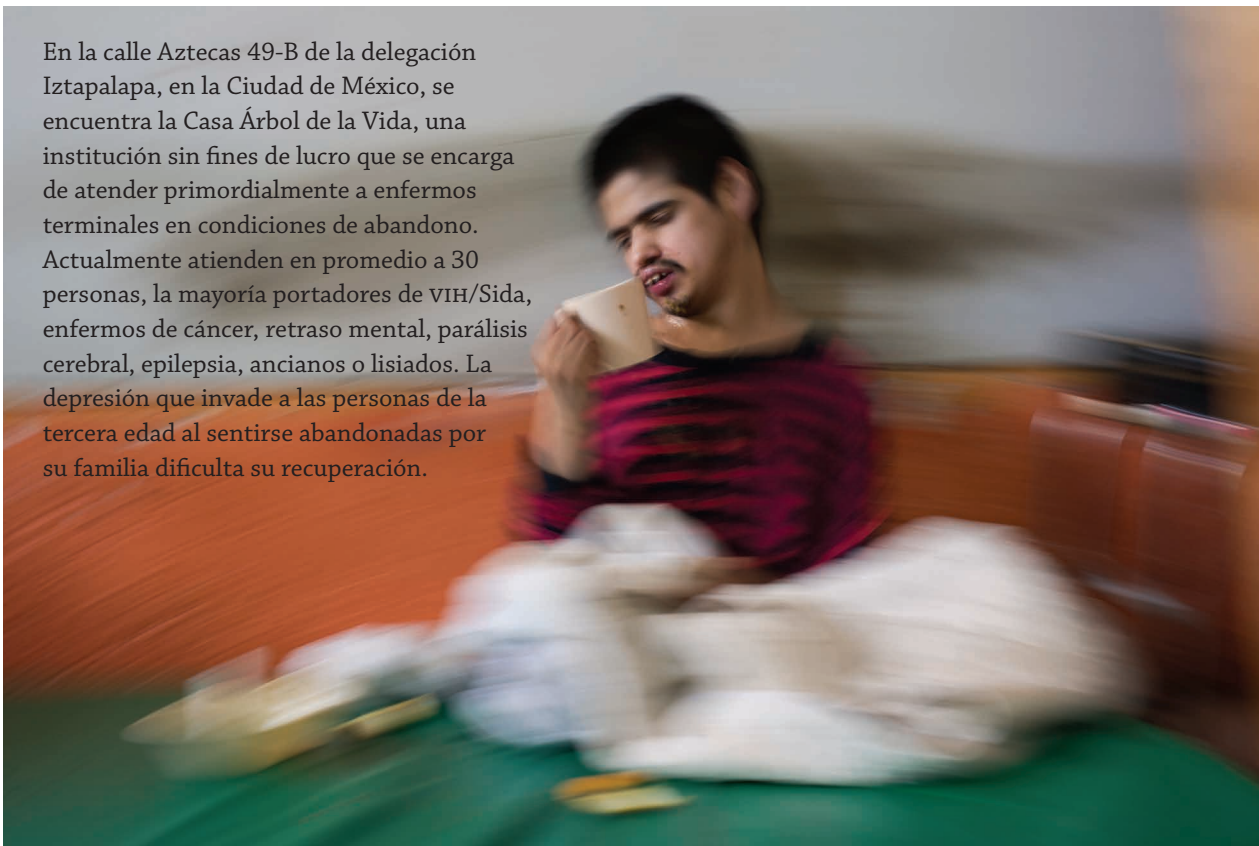 En la calle Aztecas 49-B de la delegación
Iztapalapa, en la Ciudad de México, se
encuentra la Casa Árbol de la Vida, una
institución sin fines de lucro que se encarga
de atender primordialmente a enfermos
terminales en condiciones de abandono.
Actualmente atienden en promedio a 30
personas, la mayoría portadores de VIH/Sida,
enfermos de cáncer, retraso mental, parálisis
cerebral, epilepsia, ancianos o lisiados. La
depresión que invade a las personas de la
tercera edad al sentirse abandonadas por
su familia dificulta su recuperación.